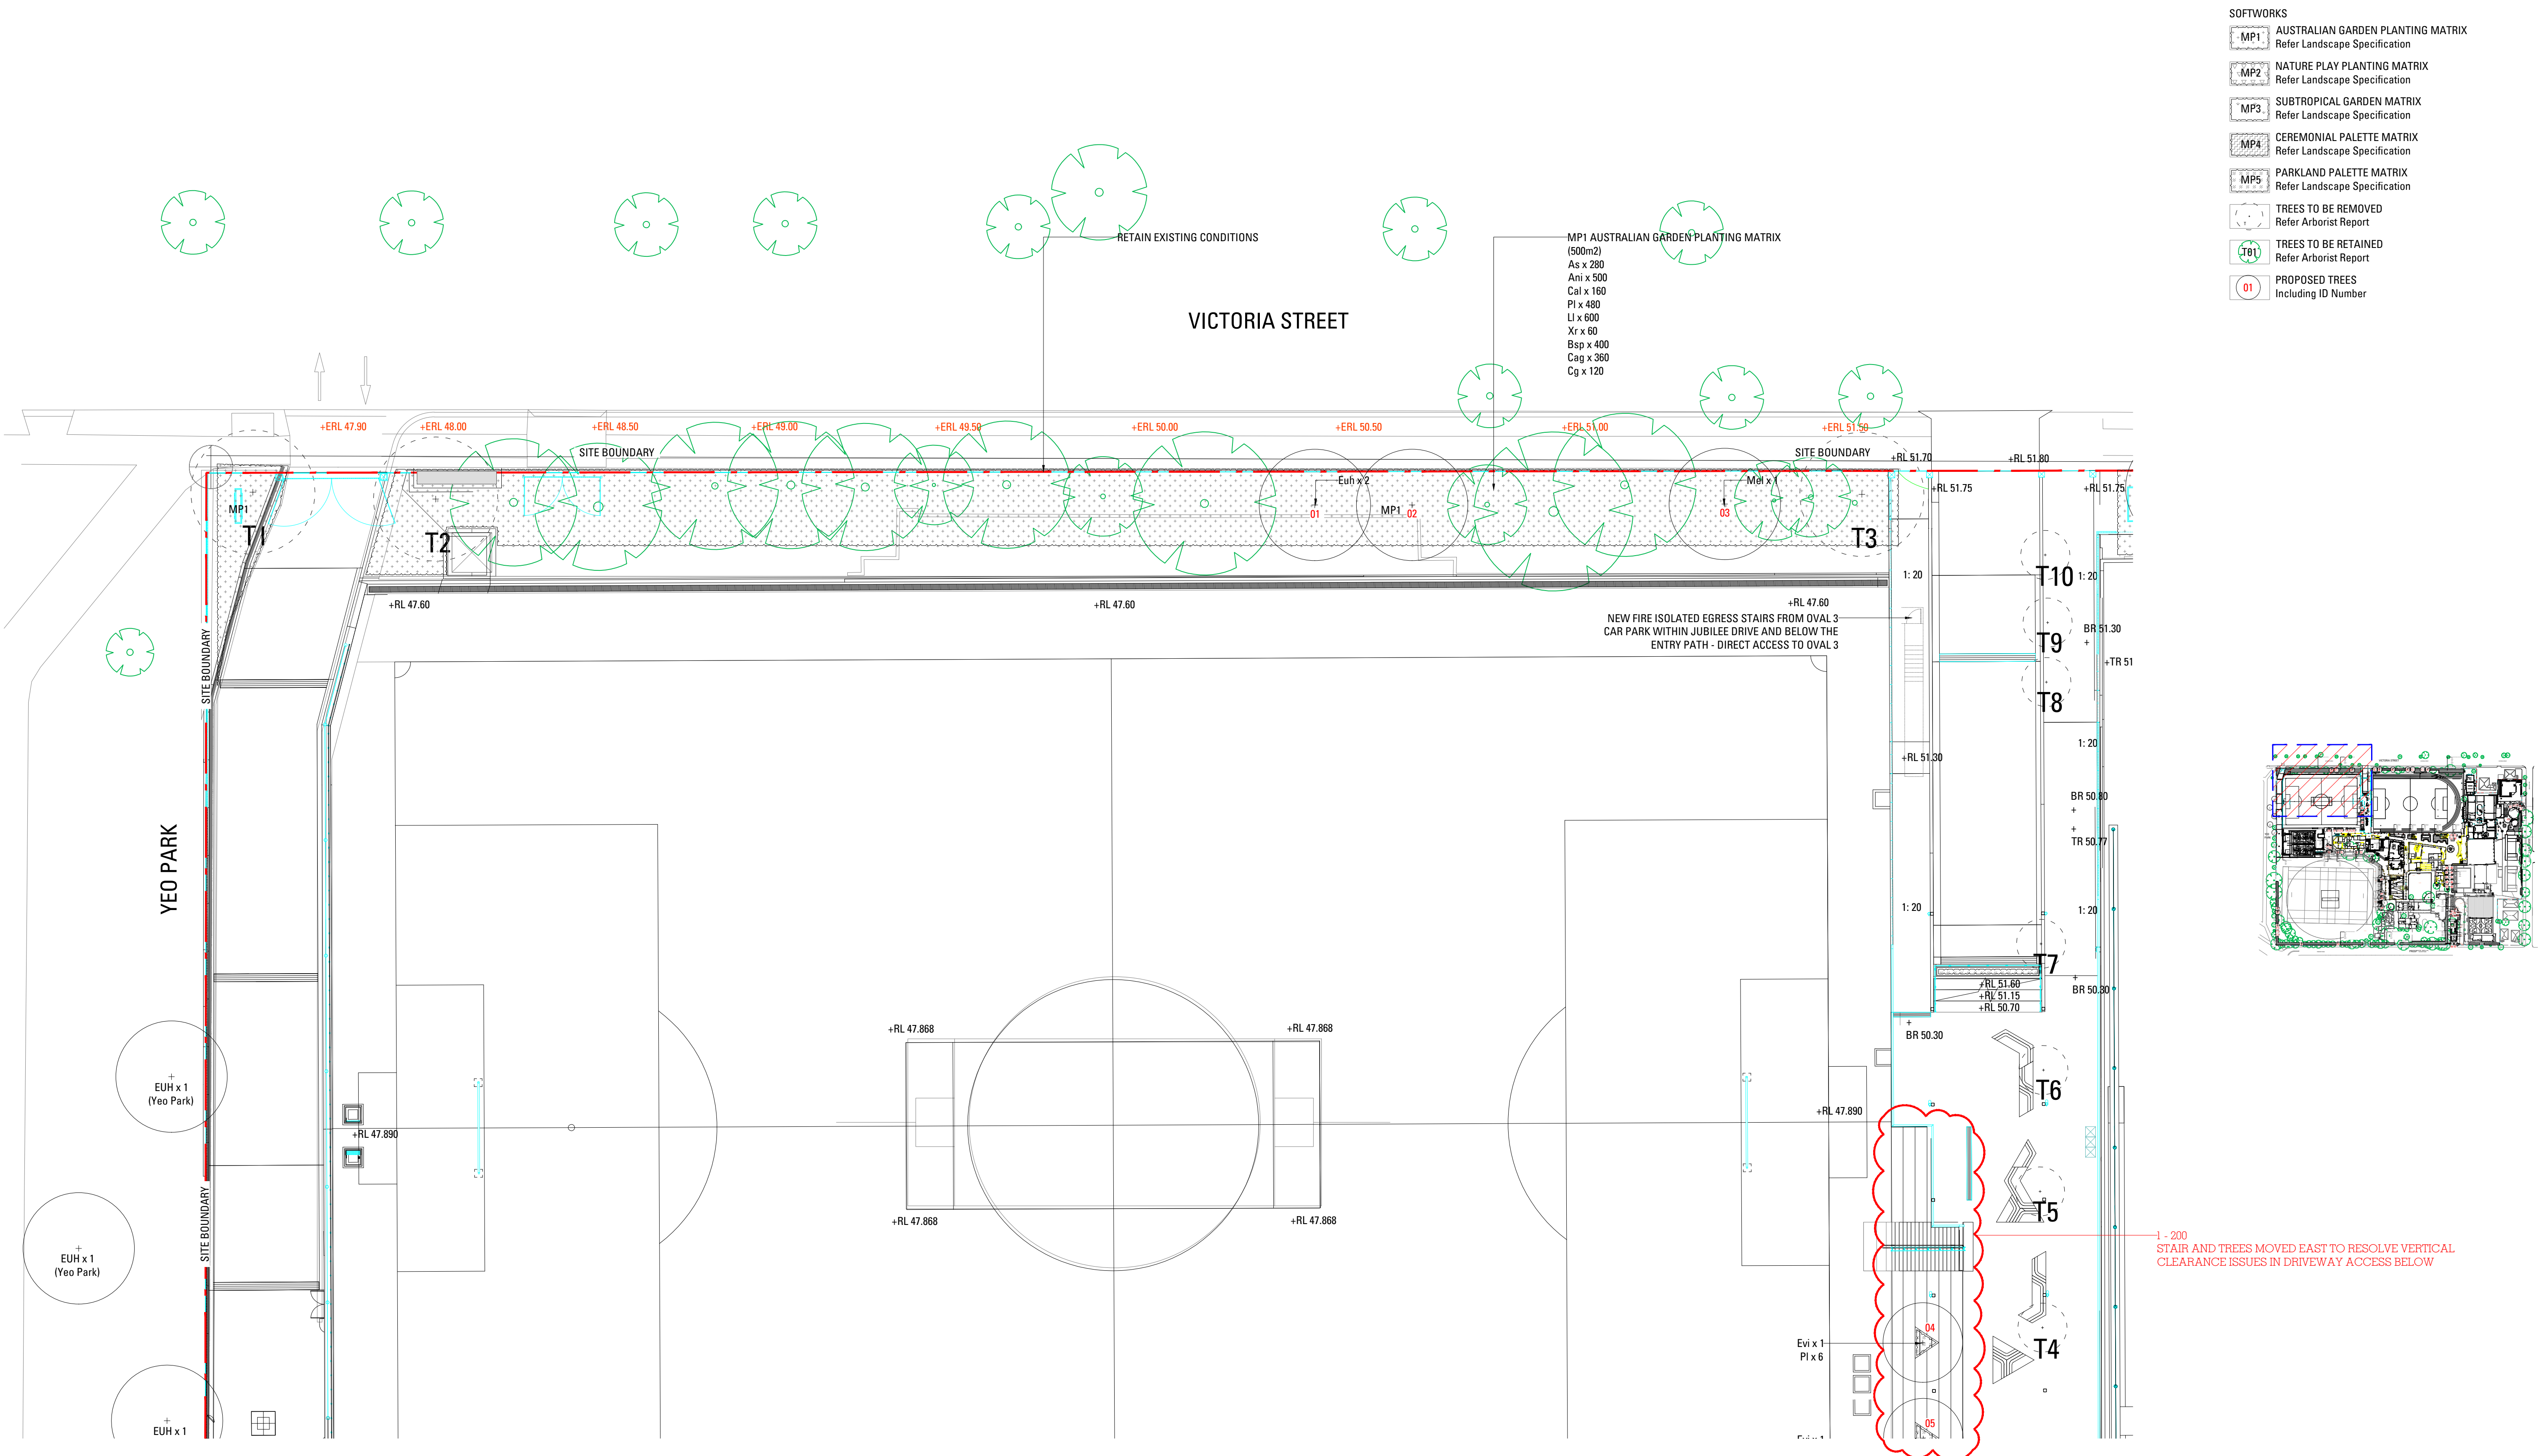 SOFTWORKS
MP1 AUSTRALIAN GARDEN PLANTING MATRIX
Refer Landscape Specification
MP2 NATURE PLAY PLANTING MATRIX
Refer Landscape Specification
MP3 SUBTROPICAL GARDEN MATRIX
Refer Landscape Specification
MP4 CEREMONIAL PALETTE MATRIX
Refer Landscape Specification
MP5 PARKLAND PALETTE MATRIX
Refer Landscape Specification
TREES TO BE REMOVED
Refer Arborist Report
T01 TREES TO BE RETAINED
Refer Arborist Report
01 PROPOSED TREES
Including ID Number
RETAIN EXISTING CONDITIONS
MP1 AUSTRALIAN GARDEN PLANTING MATRIX
(500m2)
As x 280
Ani x 500
Cal x 160
Pl x 480
Ll x 600
Xr x 60
Bsp x 400
Cag x 360
Cg x 120
VICTORIA STREET
+ERL 47.90
+ERL 48.00
+ERL 48.50
+ERL 49.00
+ERL 49.50
+ERL 50.00
+ERL 50.50
+ERL 51.00
+ERL 51.50
SITE BOUNDARY
SITE BOUNDARY
+RL 51.70
+RL 51.80
+RL 51.75
+RL 51.75
Euh x 2
Mel x 1
MP1
MP1
01
02
03
T1
T2
T3
T10
1: 20
1: 20
+RL 47.60
+RL 47.60
+RL 47.60
NEW FIRE ISOLATED EGRESS STAIRS FROM OVAL 3
CAR PARK WITHIN JUBILEE DRIVE AND BELOW THE
ENTRY PATH - DIRECT ACCESS TO OVAL 3
BR 51.30
T9
+TR 51
SITE BOUNDARY
T8
1: 20
+RL 51.30
BR 50.80
TR 50.77
YEO PARK
1: 20
1: 20
T7
+RL 51.60
+RL 51.15
+RL 50.70
BR 50.30
BR 50.30
+RL 47.868
+RL 47.868
EUH x 1
(Yeo Park)
T6
+RL 47.890
+RL 47.890
SITE BOUNDARY
T5
+RL 47.868
+RL 47.868
1 - 200
STAIR AND TREES MOVED EAST TO RESOLVE VERTICAL
CLEARANCE ISSUES IN DRIVEWAY ACCESS BELOW
EUH x 1
(Yeo Park)
04
Evi x 1
Pl x 6
T4
05
EUH x 1